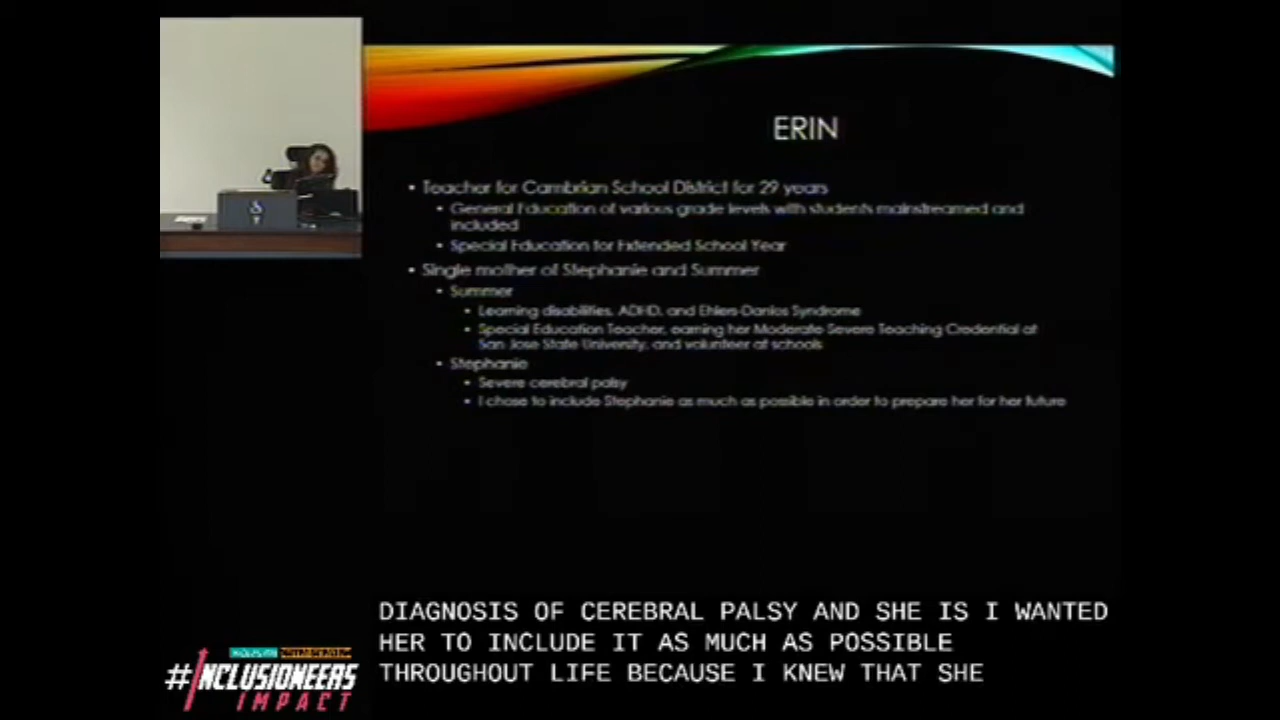 ERIN
• Teacher for Cambrian School District for 29 years
• General Education of various grade levels with students mainstreamed and
included
• Special Education for Extended School Year
• Single mother of Stephanie and Summer
• Summer
• Learning disabilities, ADHD, and Ehlers-Danlos Syndrome
• Special Education Teacher, earning her Moderate-Severe Teaching Credential at
San Jose State University, and volunteer at schools
• Stephanie
• Severe cerebral palsy
• I chose to include Stephanie as much as possible in order to prepare her for her future
DIAGNOSIS OF CEREBRAL PALSY AND SHE IS I WANTED
HER TO INCLUDE IT AS MUCH AS POSSIBLE
THROUGHOUT LIFE BECAUSE I KNEW THAT SHE
#INCLUSIONEERS
IMPACT